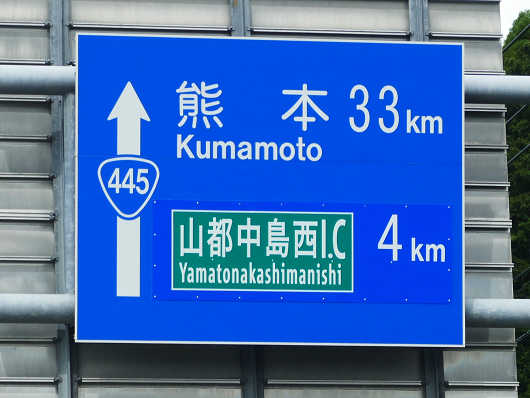 熊本 33km
Kumamoto
445
山都中島西I.C 4km
Yamatonakashimanishi